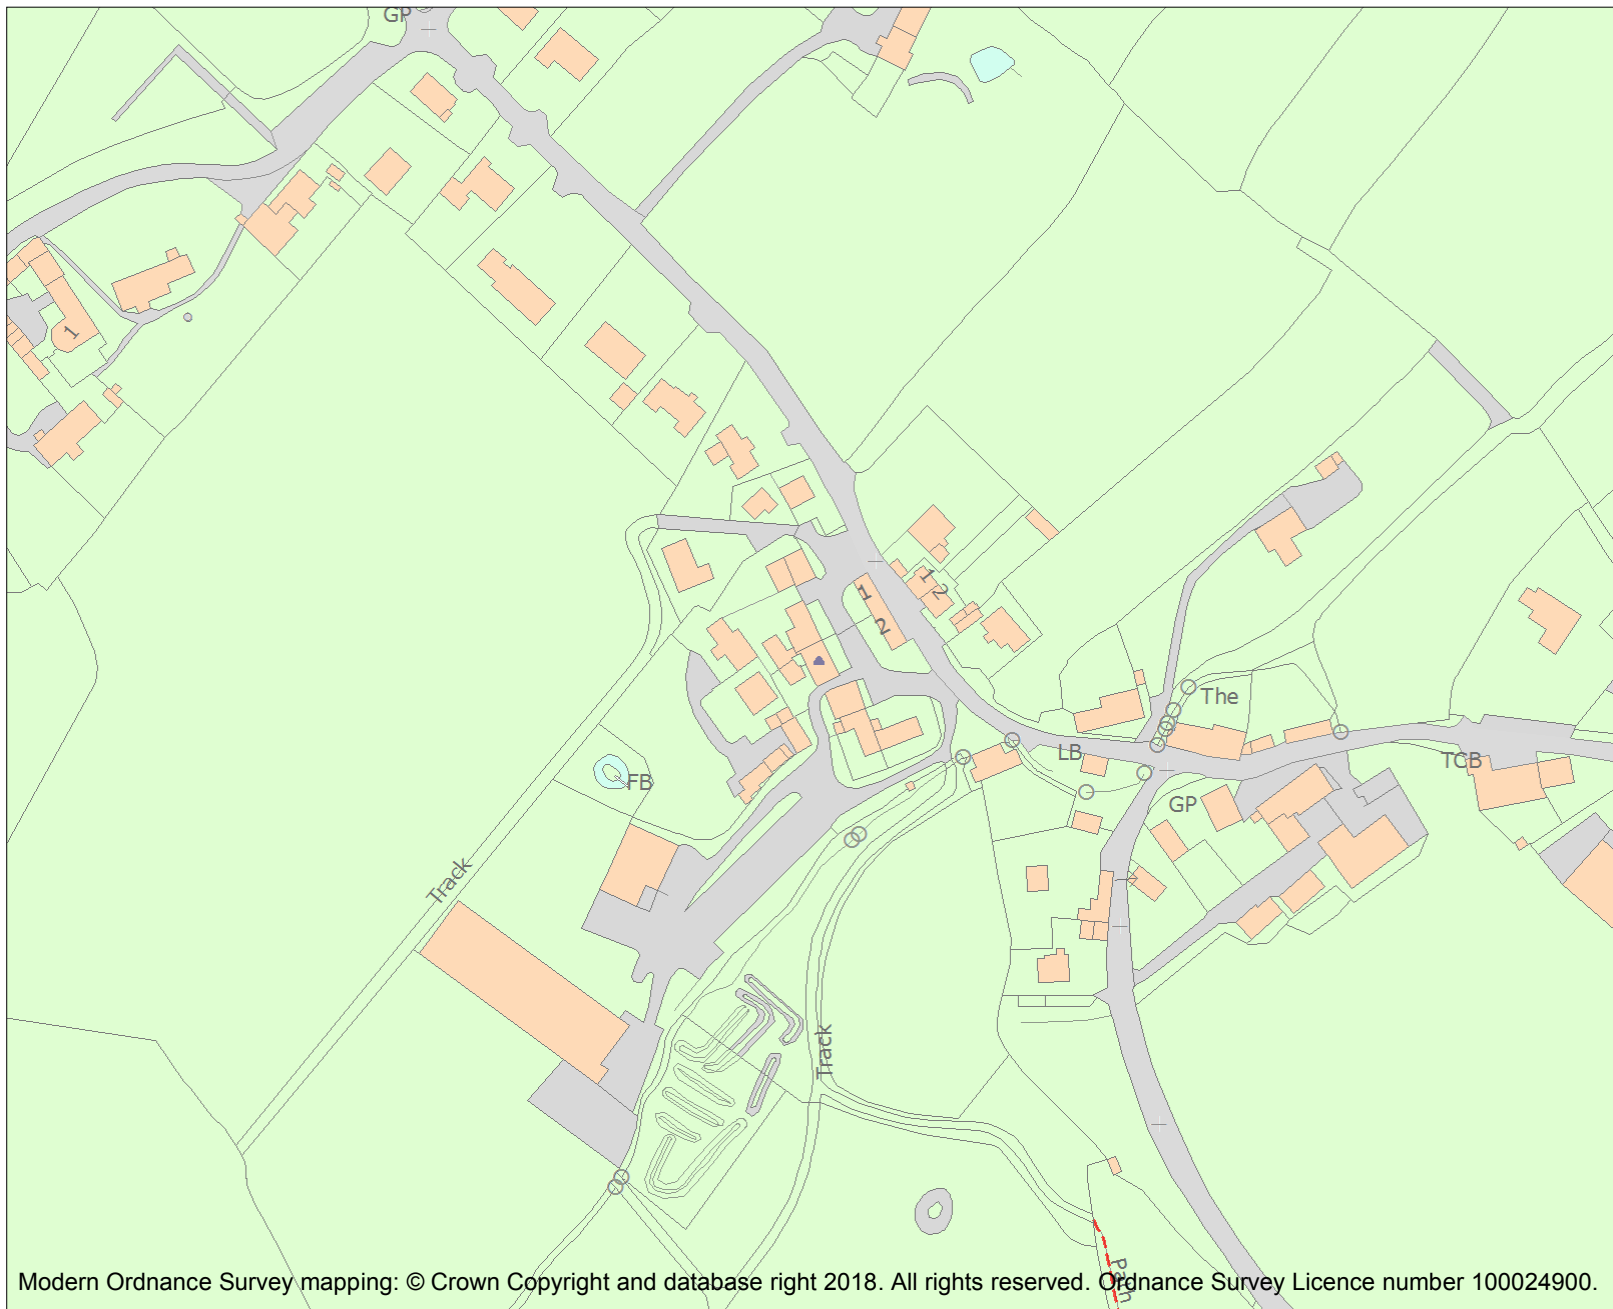 GP
1
1
2
1
2
The
LB
TCB
FB
GP
Track
Track
Path
Modern Ordnance Survey mapping: © Crown Copyright and database right 2018. All rights reserved. Ordnance Survey Licence number 100024900.